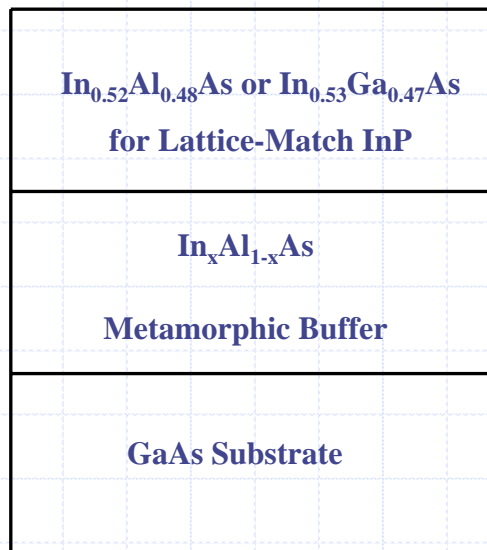 In₀.₅₂Al₀.₄₈As or In₀.₅₃Ga₀.₄₇As
for Lattice-Match InP
InₓAl₁₋ₓAs
Metamorphic Buffer
GaAs Substrate